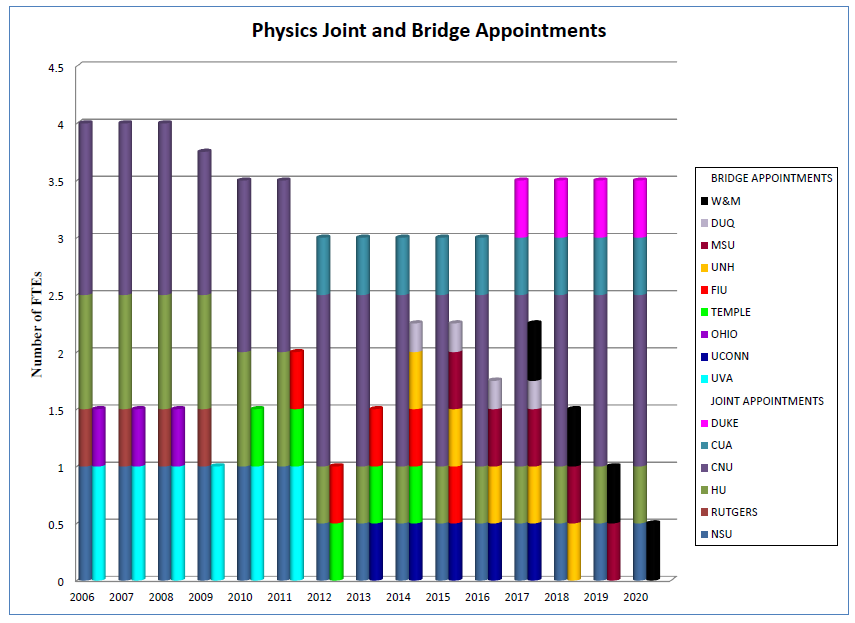 Physics Joint and Bridge Appointments
4.5
4
3.5
3
2.5
2
1.5
1
0.5
0
Number of FTEs
2006 2007 2008 2009 2010 2011 2012 2013 2014 2015 2016 2017 2018 2019 2020
BRIDGE APPOINTMENTS
W&M
DUQ
MSU
UNH
FIU
TEMPLE
OHIO
UCONN
UVA
JOINT APPOINTMENTS
DUKE
CUA
CNU
HU
RUTGERS
NSU